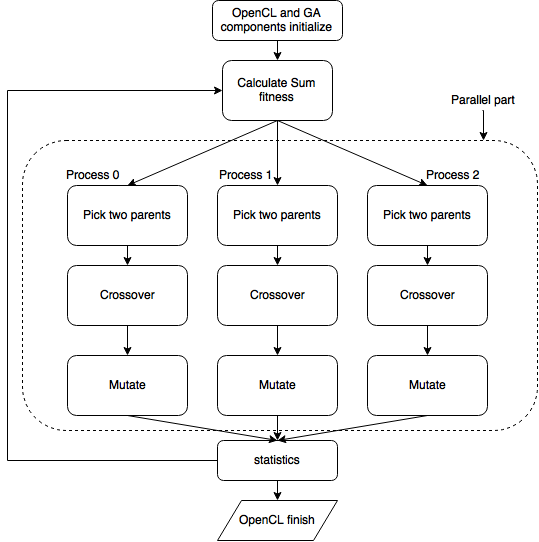 OpenCL and GA
components initialize
Calculate Sum
fitness
Parallel part
Process 0
Process 1
Process 2
Pick two parents
Pick two parents
Pick two parents
Crossover
Crossover
Crossover
Mutate
Mutate
Mutate
statistics
OpenCL finish